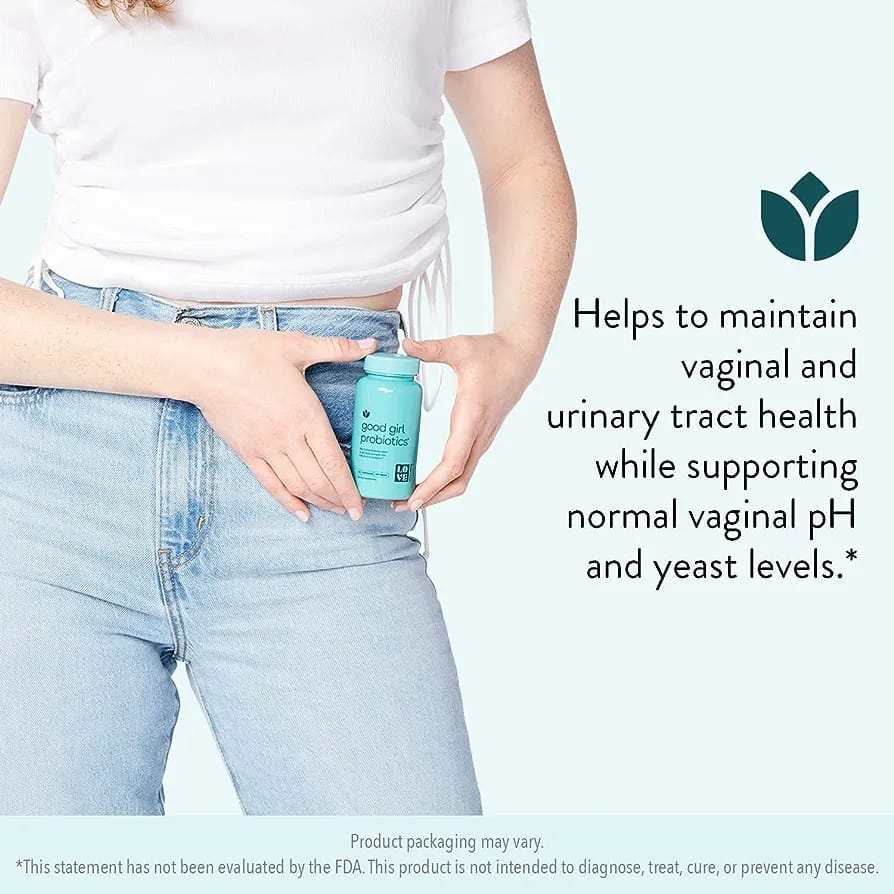 Helps to maintain
vaginal and
urinary tract health
while supporting
normal vaginal pH
and yeast levels.*
good girl
probiotics
LO
VE
Product packaging may vary.
*This statement has not been evaluated by the FDA. This product is not intended to diagnose, treat, cure, or prevent any disease.